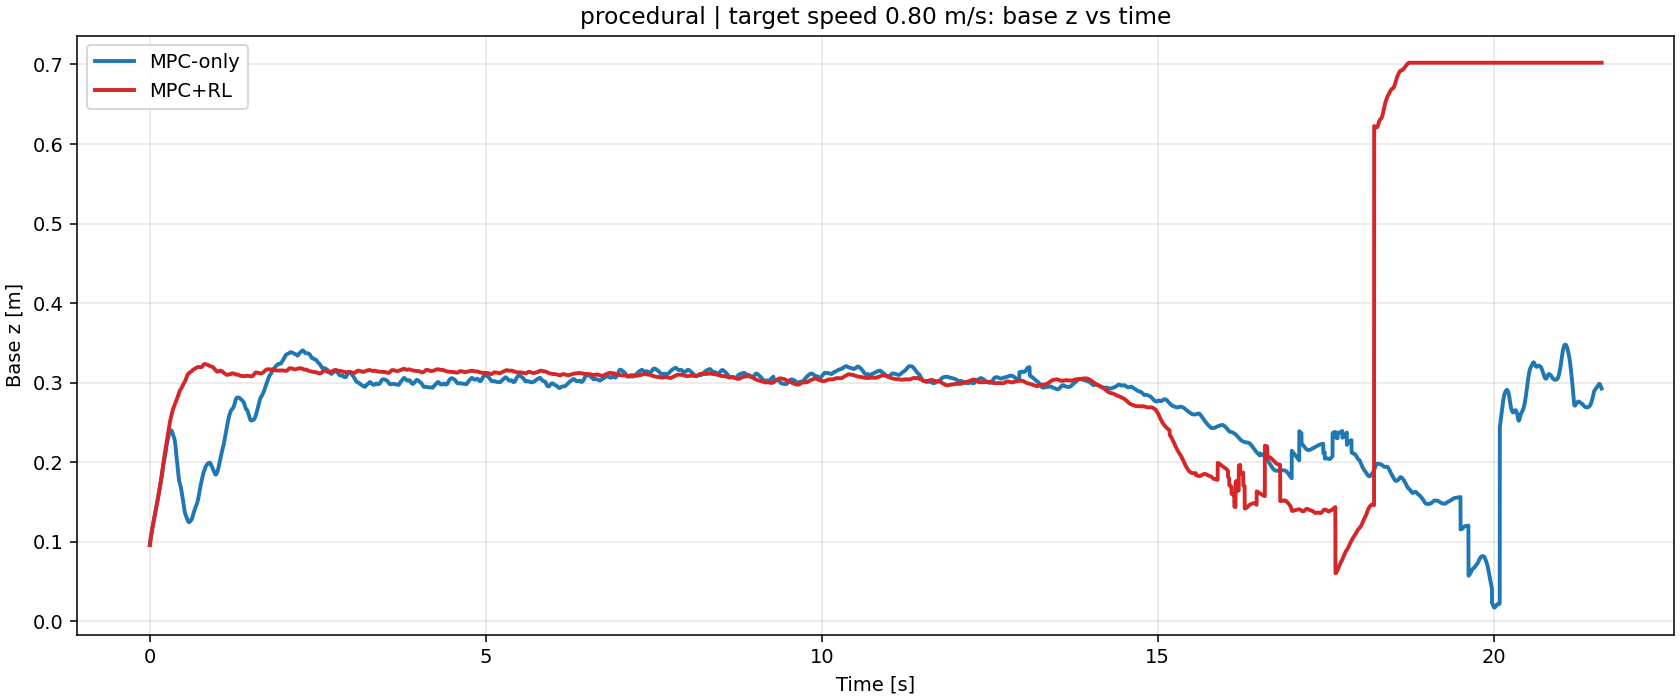 procedural | target speed 0.80 m/s: base z vs time
MPC-only
MPC+RL
Base z [m]
0.7
0.6
0.5
0.4
0.3
0.2
0.1
0.0
0
5
10
15
20
Time [s]